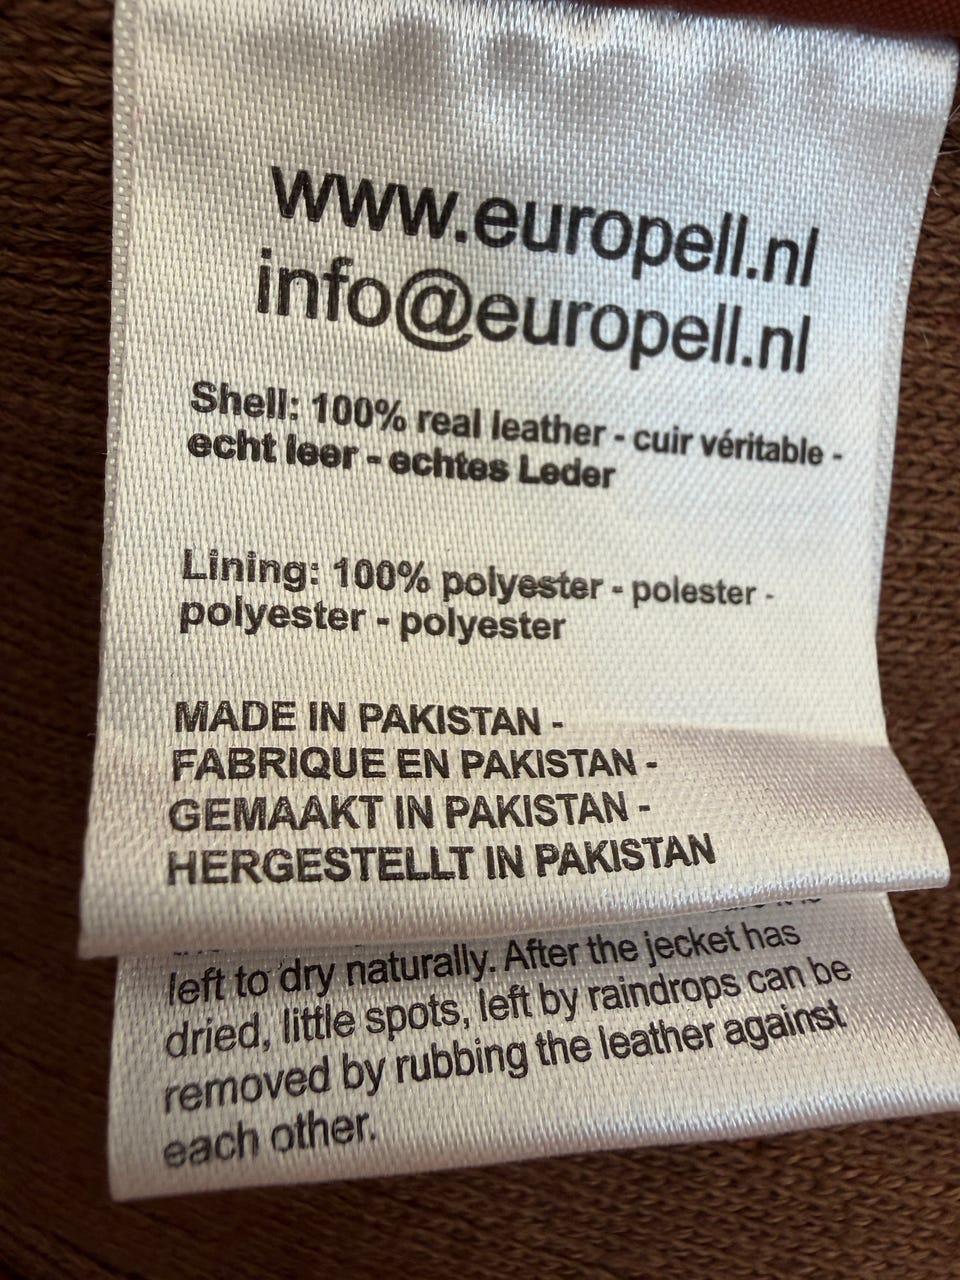 www.europell.nl
info@europell.nl
Shell: 100% real leather - cuir véritable -
echt leer - echtes Leder
Lining: 100% polyester - polester -
polyester - polyester
MADE IN PAKISTAN -
FABRIQUE EN PAKISTAN -
GEMAAKT IN PAKISTAN -
HERGESTELLT IN PAKISTAN
left to dry naturally. After the jecket has
dried, little spots, left by raindrops can be
removed by rubbing the leather against
each other.